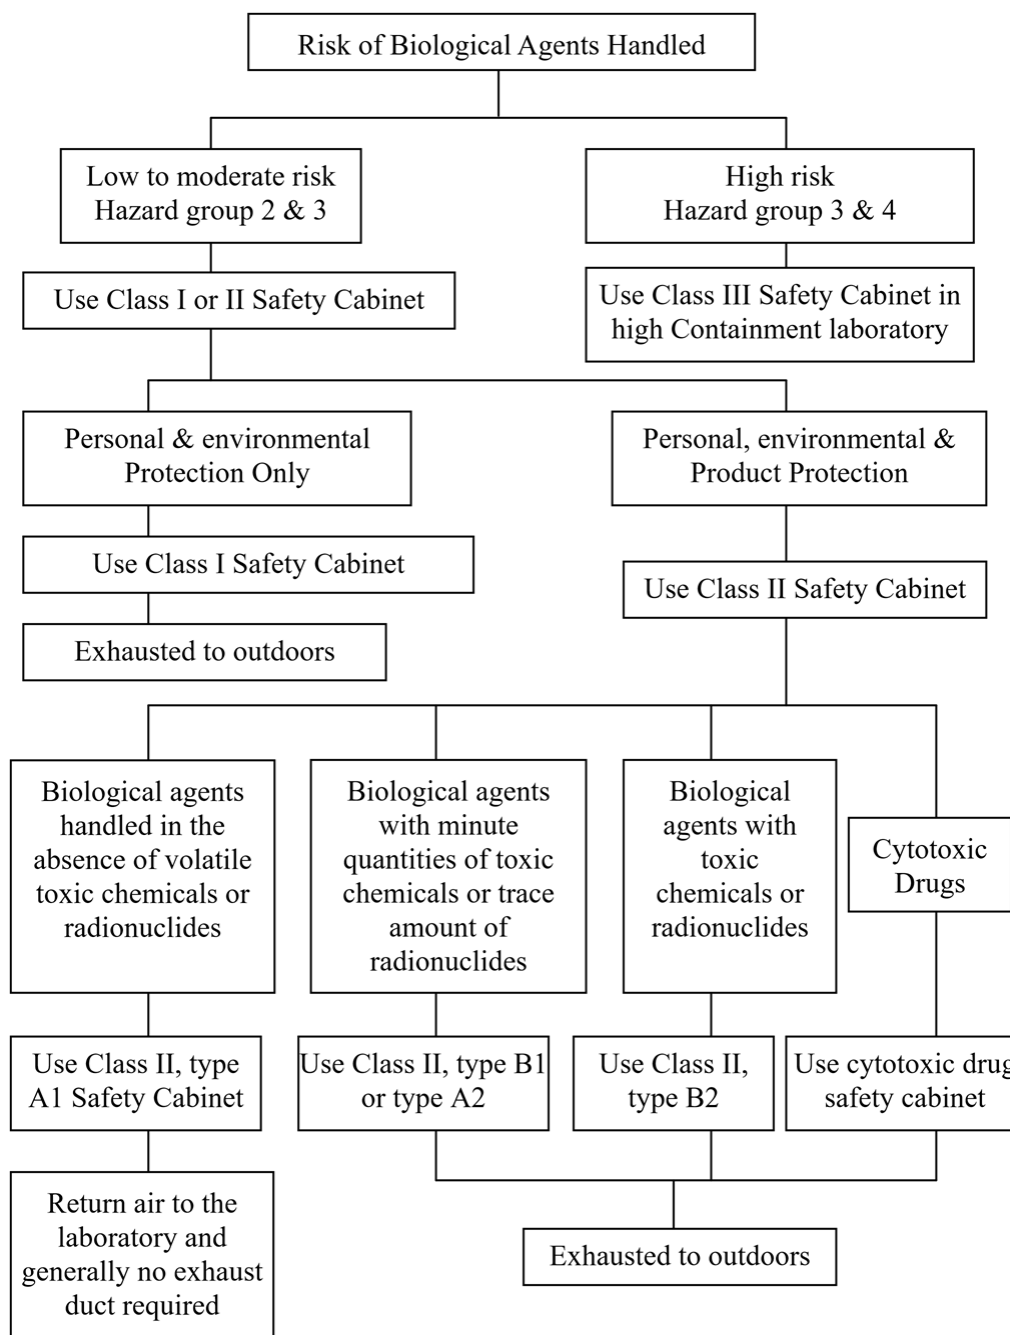 Risk of Biological Agents Handled
Low to moderate risk
Hazard group 2 & 3
High risk
Hazard group 3 & 4
Use Class I or II Safety Cabinet
Use Class III Safety Cabinet in
high Containment laboratory
Personal & environmental
Protection Only
Personal, environmental &
Product Protection
Use Class I Safety Cabinet
Use Class II Safety Cabinet
Exhausted to outdoors
Biological agents
handled in the
absence of volatile
toxic chemicals or
radionuclides
Biological agents
with minute
quantities of toxic
chemicals or trace
amount of
radionuclides
Biological
agents with
toxic
chemicals or
radionuclides
Cytotoxic
Drugs
Use Class II, type
A1 Safety Cabinet
Use Class II, type B1
or type A2
Use Class II,
type B2
Use cytotoxic drug
safety cabinet
Return air to the
laboratory and
generally no exhaust
duct required
Exhausted to outdoors